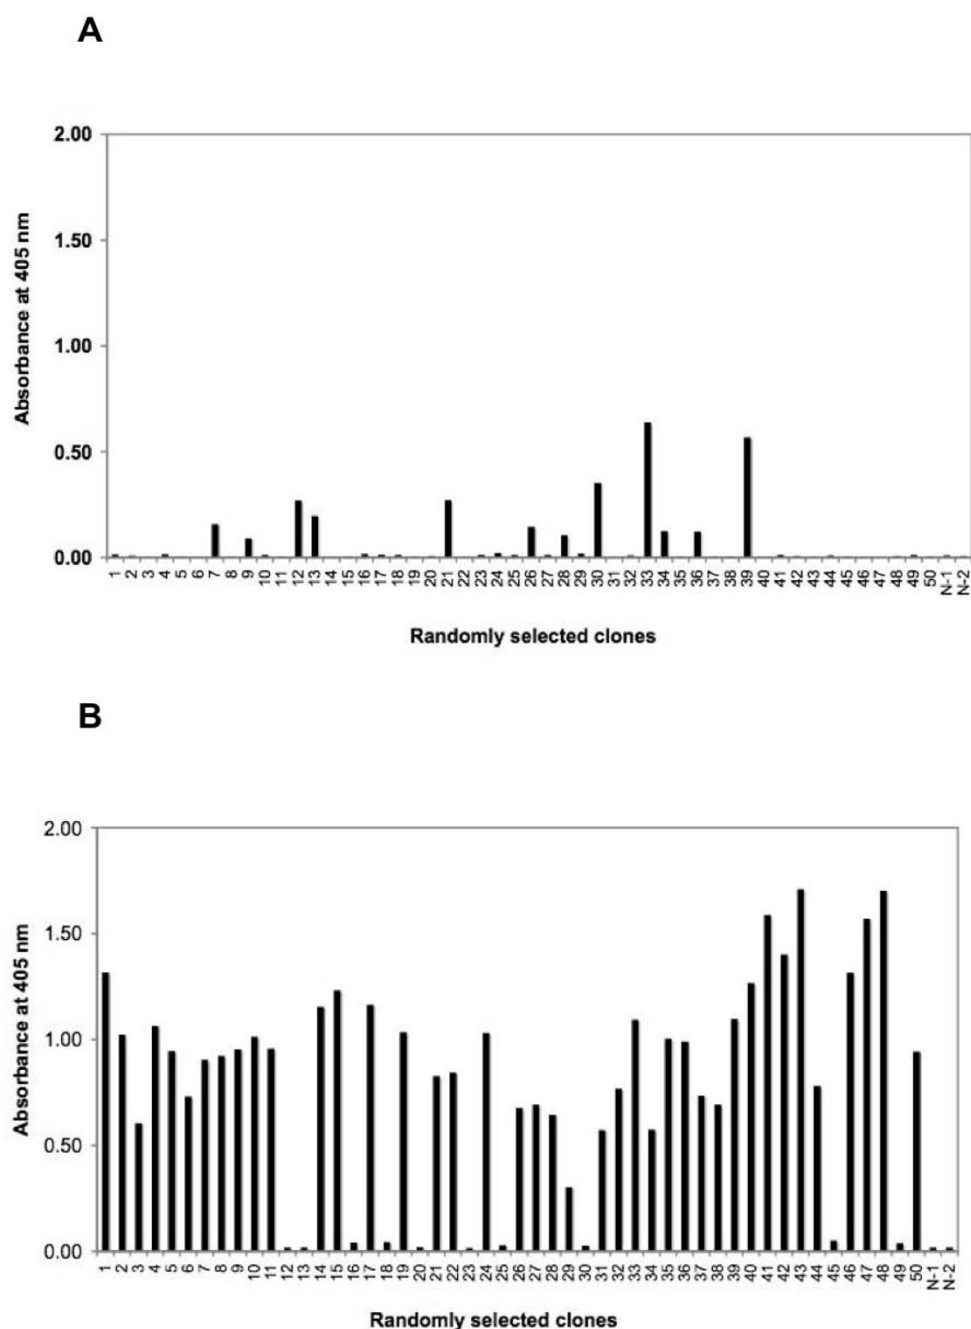 A
2.00
1.50
1.00
0.50
0.00
Absorbance at 405 nm
1 2 3 4 5 6 7 8 9 10 11 12 13 14 15 16 17 18 19 20 21 22 23 24 25 26 27 28 29 30 31 32 33 34 35 36 37 38 39 40 41 42 43 44 45 46 47 48 49 50 N-1 N-2
Randomly selected clones
B
2.00
1.50
1.00
0.50
0.00
Absorbance at 405 nm
1 2 3 4 5 6 7 8 9 10 11 12 13 14 15 16 17 18 19 20 21 22 23 24 25 26 27 28 29 30 31 32 33 34 35 36 37 38 39 40 41 42 43 44 45 46 47 48 49 50 N-1 N-2
Randomly selected clones